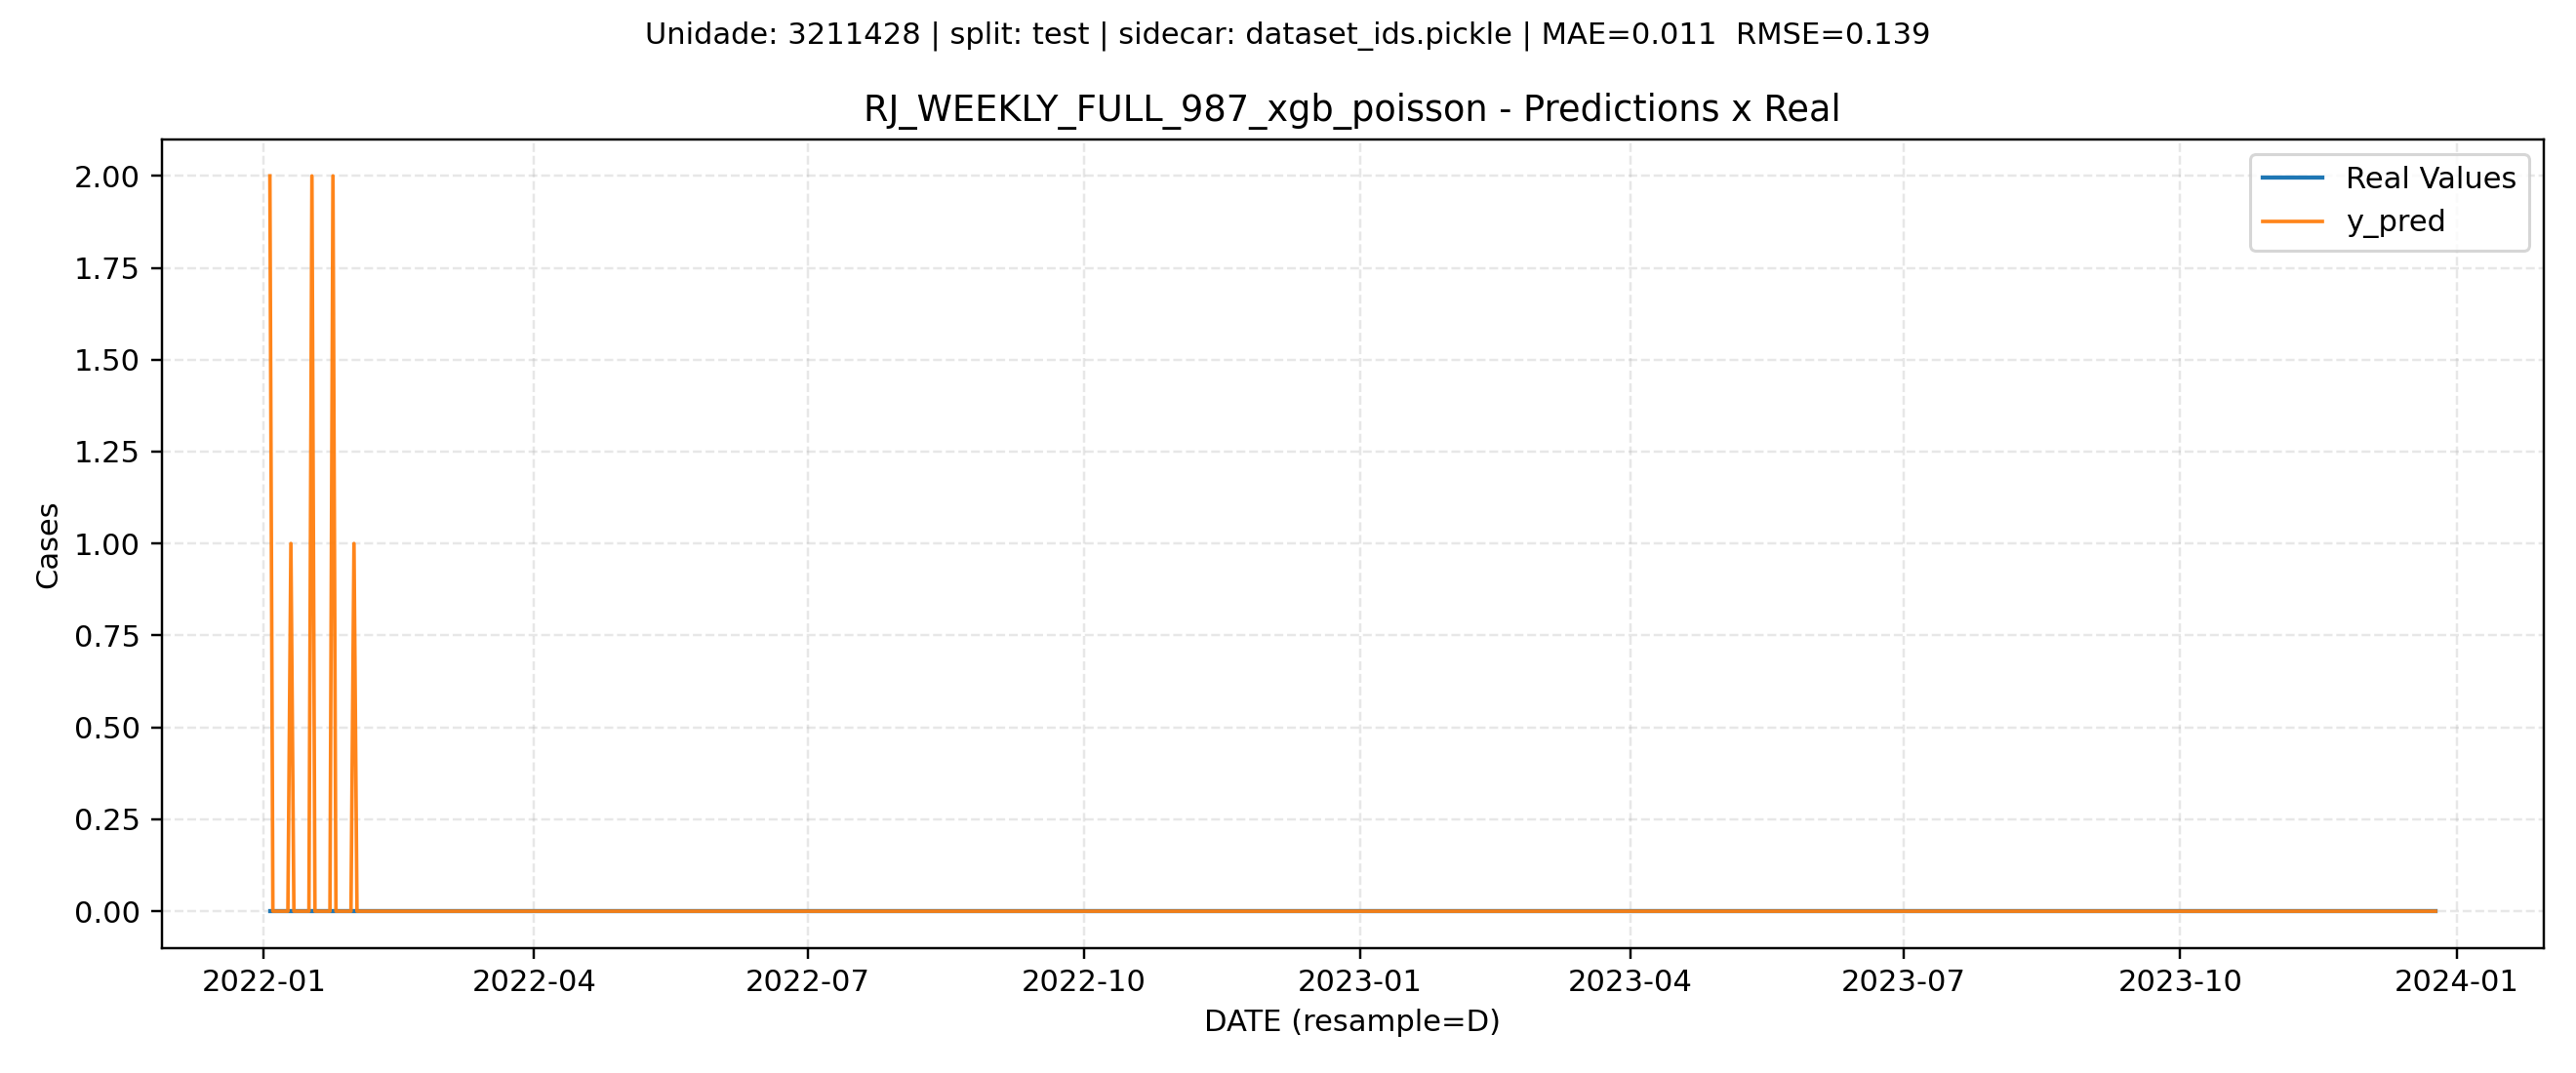 Unidade: 3211428 | split: test | sidecar: dataset_ids.pickle | MAE=0.011  RMSE=0.139
RJ_WEEKLY_FULL_987_xgb_poisson - Predictions x Real
Real Values
y_pred
Cases
2.00
1.75
1.50
1.25
1.00
0.75
0.50
0.25
0.00
2022-01 2022-04 2022-07 2022-10 2023-01 2023-04 2023-07 2023-10 2024-01
DATE (resample=D)